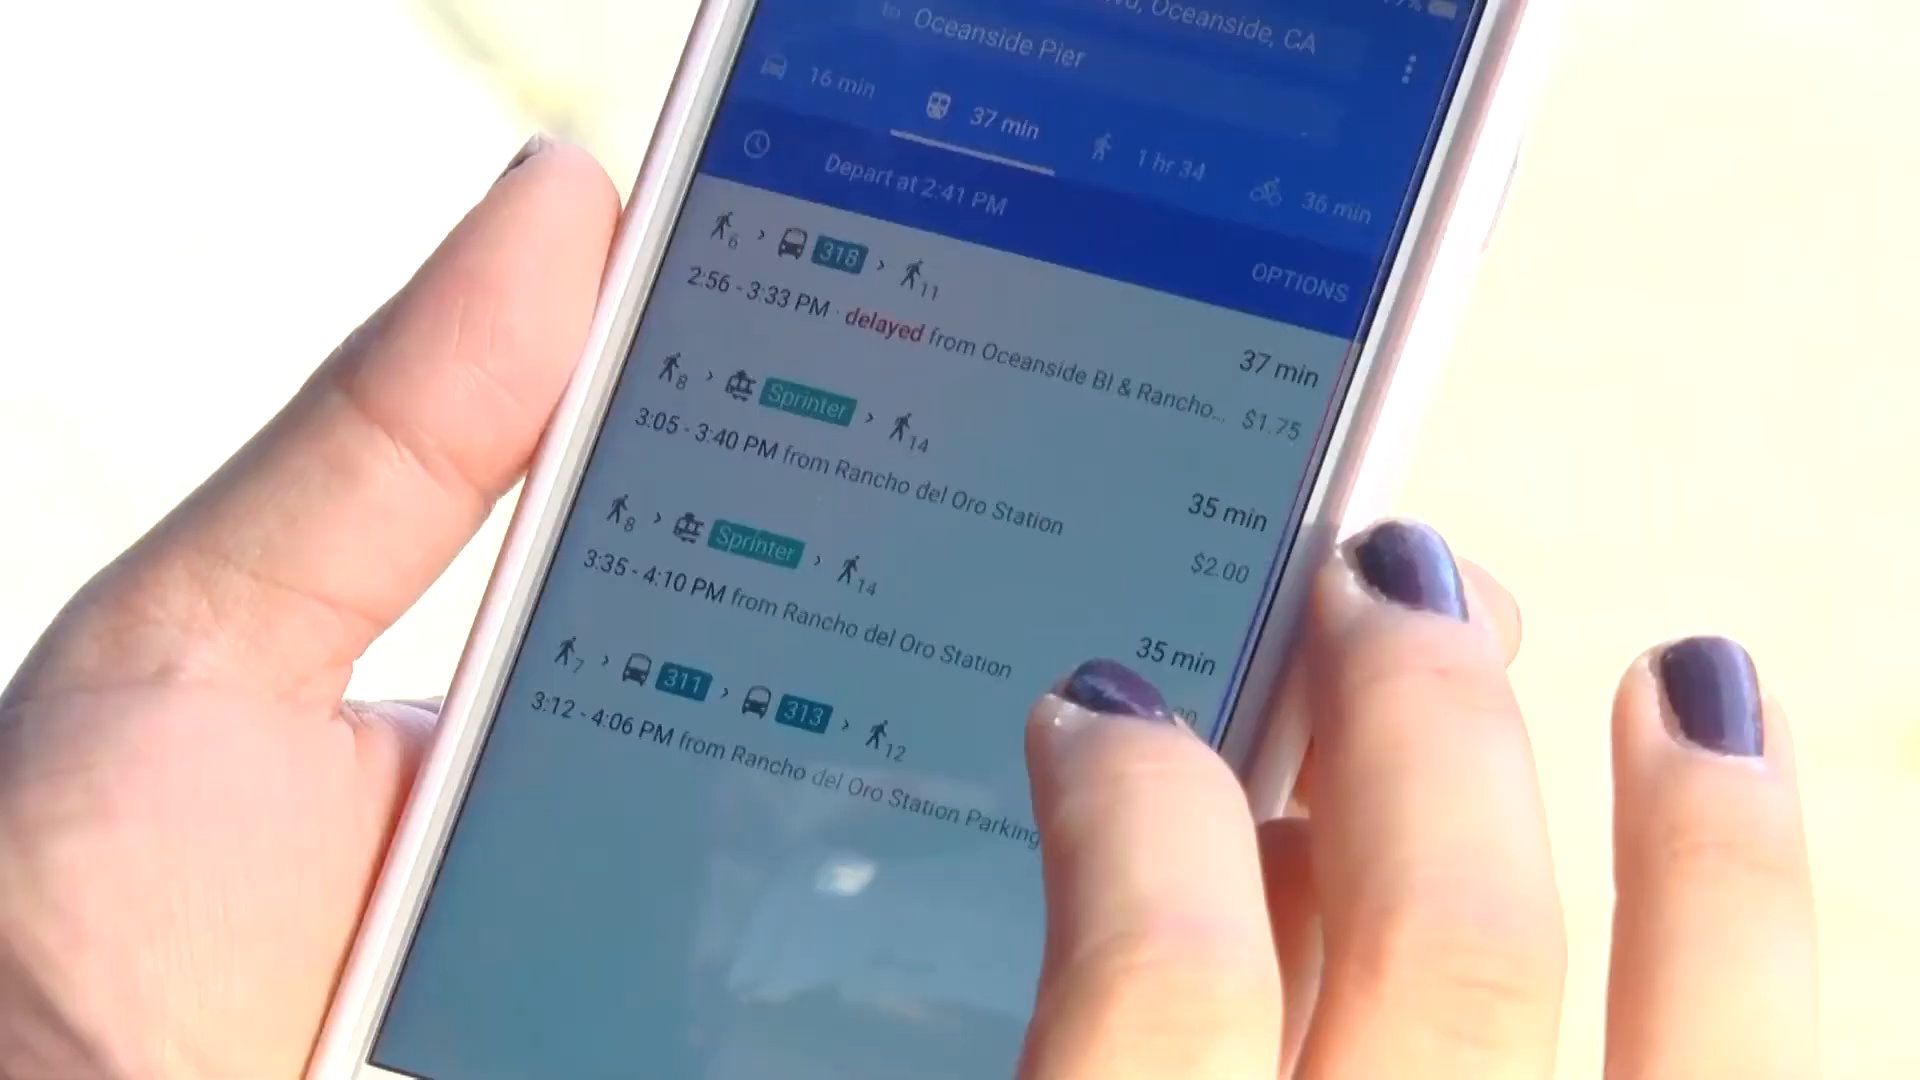 Oceanside, CA
to Oceanside Pier
16 min 37 min 1 hr 34 36 min
Depart at 2:41 PM
OPTIONS
6 › 318 › 11
37 min
2:56 - 3:33 PM · delayed from Oceanside Bl & Rancho... $1.75
8 › Sprinter › 14
35 min
3:05 - 3:40 PM from Rancho del Oro Station
$2.00
8 › Sprinter › 14
35 min
3:35 - 4:10 PM from Rancho del Oro Station
7 › 311 › 313 › 12
3:12 - 4:06 PM from Rancho del Oro Station Parking